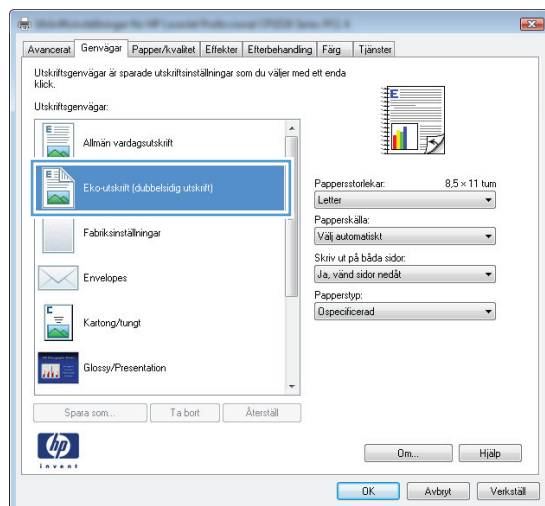 Avancerat Genvägar Papper/kvalitet Effekter Efterbehandling Färg Tjänster
Utskriftsgenvägar är sparade utskriftsinställningar som du väljer med ett enda
klick.
Utskriftsgenvägar:
Allmän vardagsutskrift
Eko-utskrift (dubbelsidig utskrift)
Fabriksinställningar
Envelopes
Kartong/tungt
Glossy/Presentation
Spara som... Ta bort Återställ
E
Pappersstorlekar: 8,5 × 11 tum
Letter
Papperskälla:
Välj automatiskt
Skriv ut på båda sidor:
Ja, vänd sidor nedåt
Papperstyp:
Ospecificerad
hp
invent
Om... Hjälp
OK Avbryt Verkställ